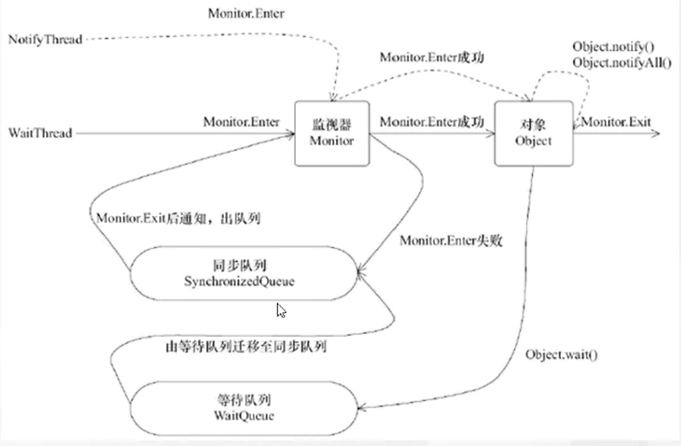 Monitor.Enter
NotifyThread
Monitor.Enter成功
Object.notify()
Object.notifyAll()
WaitThread
Monitor.Enter
监视器
Monitor
Monitor.Enter成功
对象
Object
Monitor.Exit
Monitor.Exit后通知，出队列
Monitor.Enter失败
同步队列
SynchronizedQueue
由等待队列迁移至同步队列
Object.wait()
等待队列
WaitQueue